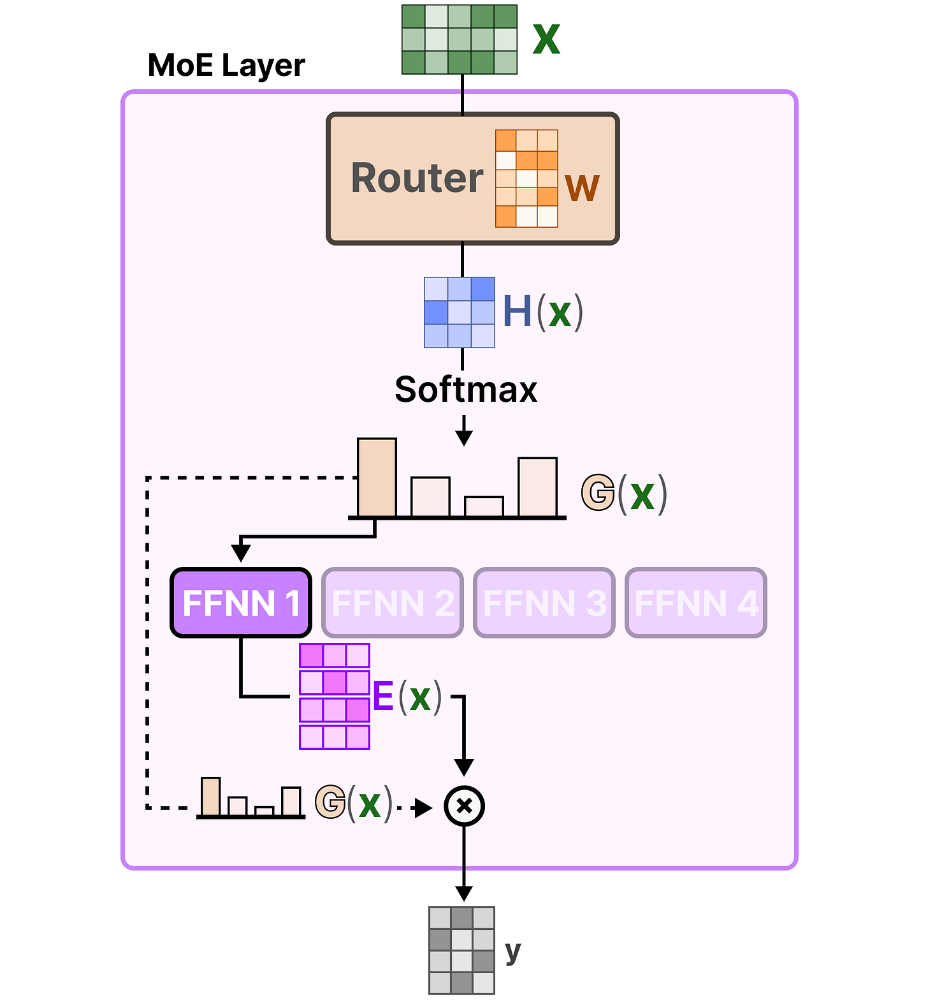 x
MoE Layer
Router
W
H(x)
Softmax
G(x)
FFNN 1
FFNN 2
FFNN 3
FFNN 4
E(x)
G(x)
y